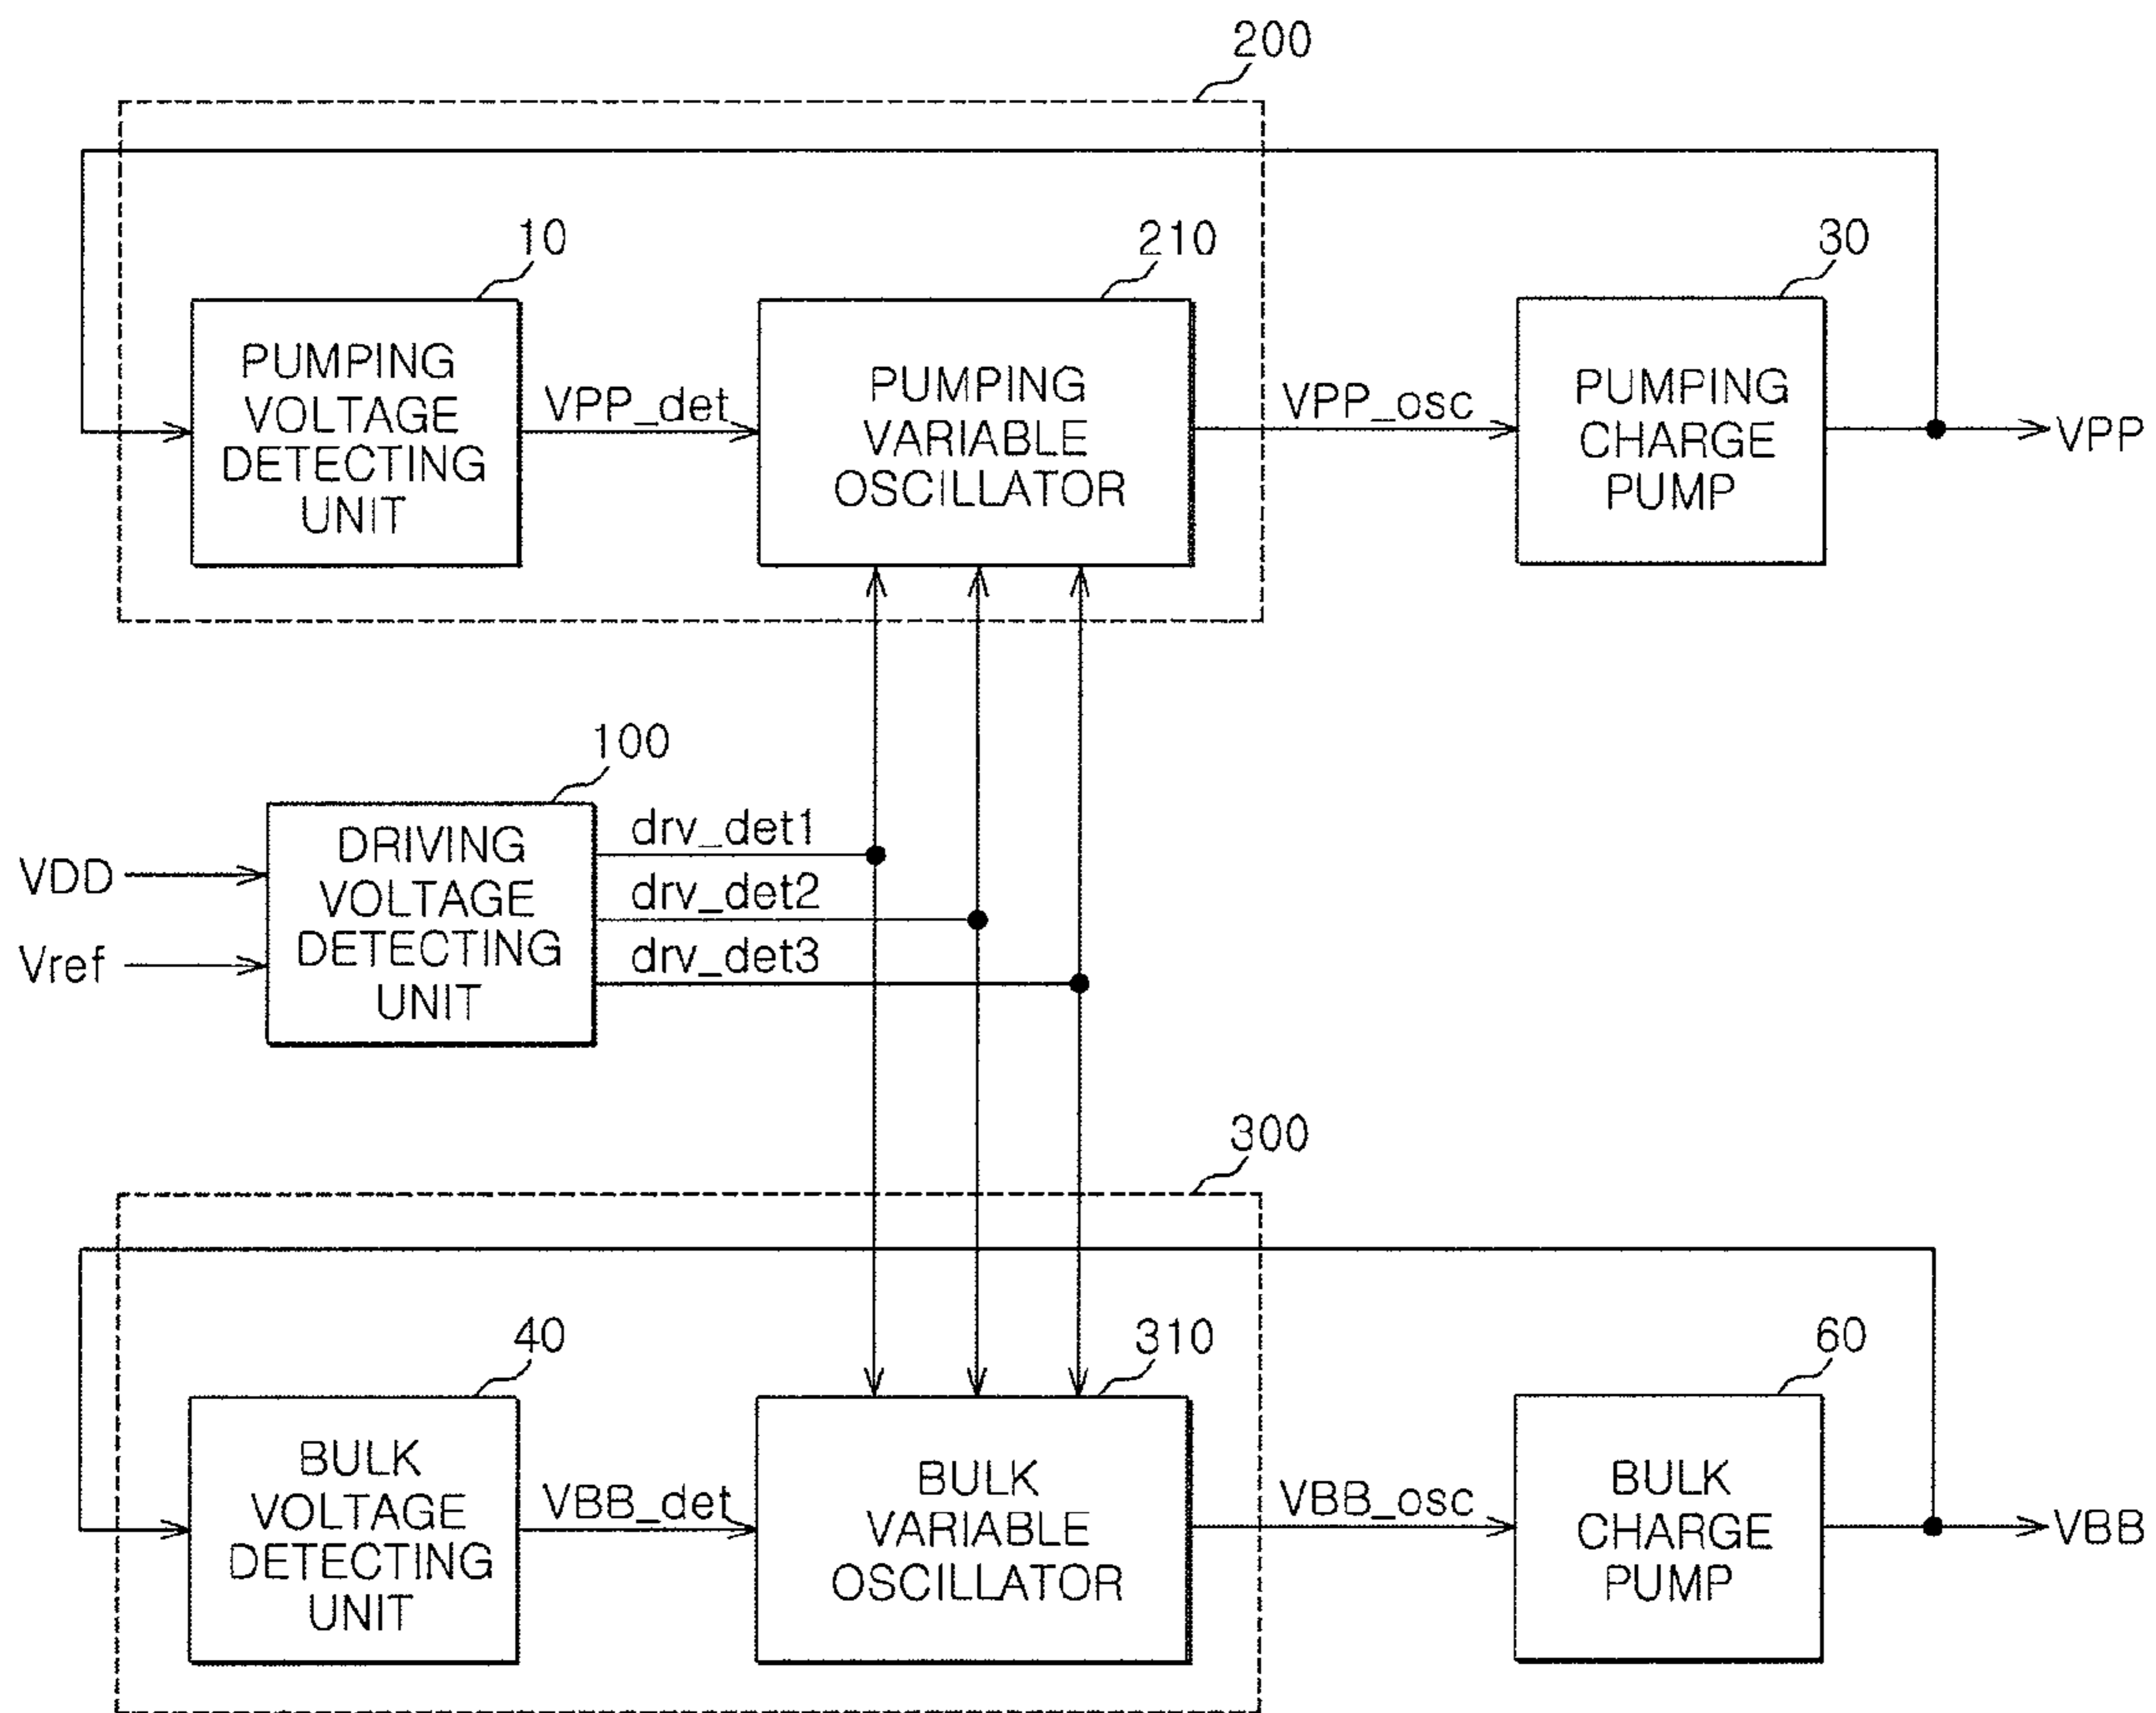 200
10
210
30
PUMPING
VOLTAGE
DETECTING
UNIT
VPP_det
PUMPING
VARIABLE
OSCILLATOR
VPP_osc
PUMPING
CHARGE
PUMP
VPP
100
VDD
Vref
DRIVING
VOLTAGE
DETECTING
UNIT
drv_det1
drv_det2
drv_det3
300
40
310
60
BULK
VOLTAGE
DETECTING
UNIT
VBB_det
BULK
VARIABLE
OSCILLATOR
VBB_osc
BULK
CHARGE
PUMP
VBB